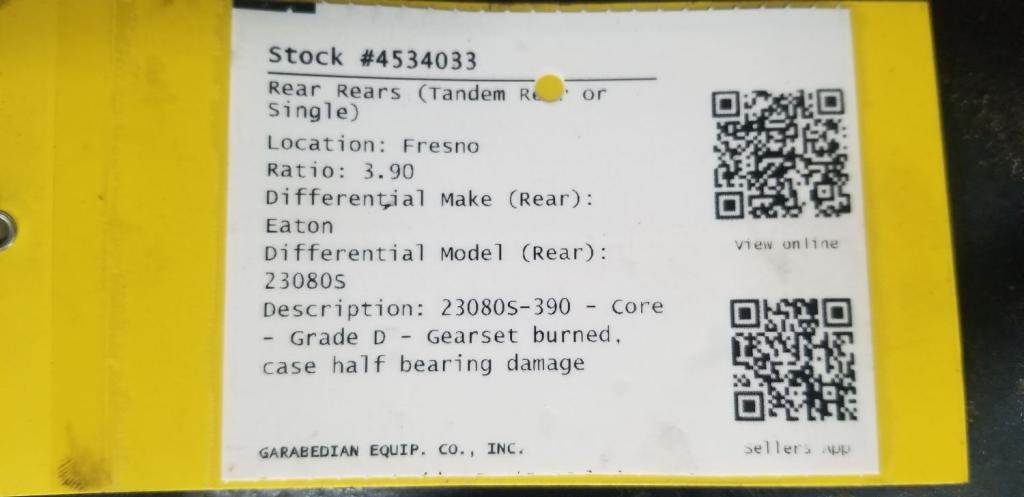 Stock #4534033
Rear Rears (Tandem Rear or
Single)
Location: Fresno
Ratio: 3.90
Differential Make (Rear):
Eaton
Differential Model (Rear):
23080S
Description: 23080S-390 - Core
- Grade D - Gearset burned,
case half bearing damage
GARABEDIAN EQUIP. CO., INC.
View online
Sellers App